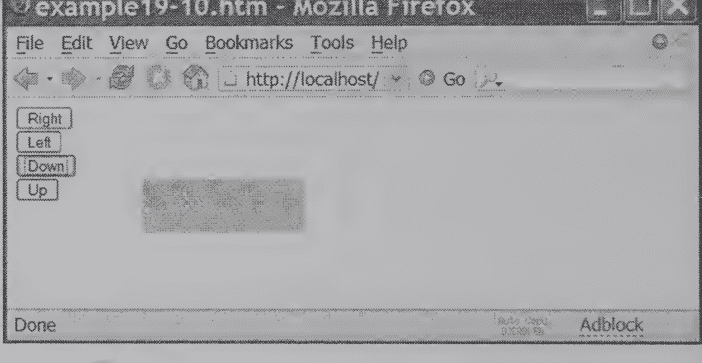 example19-10.htm - Mozilla Firefox
File Edit View Go Bookmarks Tools Help
http://localhost/ Go
Right
Left
Down
Up
Done Adblock